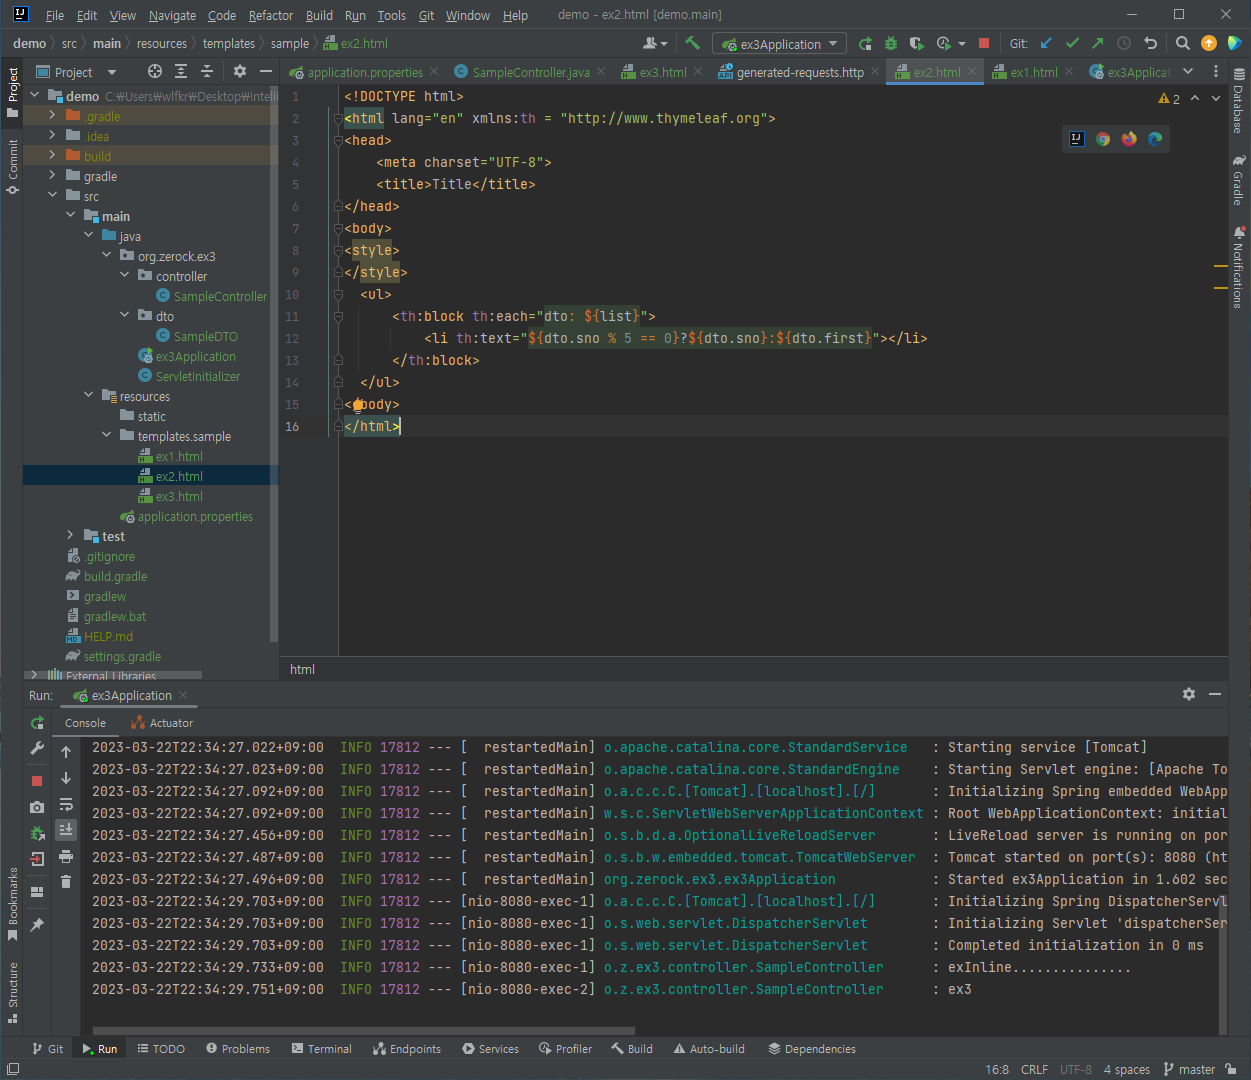 File Edit View Navigate Code Refactor Build Run Tools Git Window Help demo - ex2.html [demo.main]
demo src main resources templates sample ex2.html ex3Application Git:
Project
application.properties SampleController.java ex3.html generated-requests.http ex2.html ex1.html ex3Applicat
Project
Commit
Bookmarks
Structure
demo C:₩Users₩wlfkr₩Desktop₩Intelli
.gradle
.idea
build
gradle
src
main
java
org.zerock.ex3
controller
SampleController
dto
SampleDTO
ex3Application
ServletInitializer
resources
static
templates.sample
ex1.html
ex2.html
ex3.html
application.properties
test
.gitignore
build.gradle
gradlew
gradlew.bat
HELP.md
settings.gradle
External Libraries
1 <!DOCTYPE html>
2 <html lang="en" xmlns:th = "http://www.thymeleaf.org">
3 <head>
4 <meta charset="UTF-8">
5 <title>Title</title>
6 </head>
7 <body>
8 <style>
9 </style>
10 <ul>
11 <th:block th:each="dto: ${list}">
12 <li th:text="${dto.sno % 5 == 0}?${dto.sno}:${dto.first}"></li>
13 </th:block>
14 </ul>
15 < body>
16 </html>
2
Database
Gradle
Notifications
html
Run: ex3Application
Console Actuator
2023-03-22T22:34:27.022+09:00 INFO 17812 --- [ restartedMain] o.apache.catalina.core.StandardService : Starting service [Tomcat]
2023-03-22T22:34:27.023+09:00 INFO 17812 --- [ restartedMain] o.apache.catalina.core.StandardEngine : Starting Servlet engine: [Apache To
2023-03-22T22:34:27.092+09:00 INFO 17812 --- [ restartedMain] o.a.c.c.C.[Tomcat].[localhost].[/] : Initializing Spring embedded WebApp
2023-03-22T22:34:27.092+09:00 INFO 17812 --- [ restartedMain] w.s.c.ServletWebServerApplicationContext : Root WebApplicationContext: initial
2023-03-22T22:34:27.456+09:00 INFO 17812 --- [ restartedMain] o.s.b.d.a.OptionalLiveReloadServer : LiveReload server is running on por
2023-03-22T22:34:27.487+09:00 INFO 17812 --- [ restartedMain] o.s.b.w.embedded.tomcat.TomcatWebServer : Tomcat started on port(s): 8080 (ht
2023-03-22T22:34:27.496+09:00 INFO 17812 --- [ restartedMain] org.zerock.ex3.ex3Application : Started ex3Application in 1.602 sec
2023-03-22T22:34:29.703+09:00 INFO 17812 --- [nio-8080-exec-1] o.a.c.c.C.[Tomcat].[localhost].[/] : Initializing Spring DispatcherServl
2023-03-22T22:34:29.703+09:00 INFO 17812 --- [nio-8080-exec-1] o.s.web.servlet.DispatcherServlet : Initializing Servlet 'dispatcherSer
2023-03-22T22:34:29.703+09:00 INFO 17812 --- [nio-8080-exec-1] o.s.web.servlet.DispatcherServlet : Completed initialization in 0 ms
2023-03-22T22:34:29.733+09:00 INFO 17812 --- [nio-8080-exec-1] o.z.ex3.controller.SampleController : exInline...............
2023-03-22T22:34:29.751+09:00 INFO 17812 --- [nio-8080-exec-2] o.z.ex3.controller.SampleController : ex3
Git Run TODO Problems Terminal Endpoints Services Profiler Build Auto-build Dependencies
16:8 CRLF UTF-8 4 spaces master